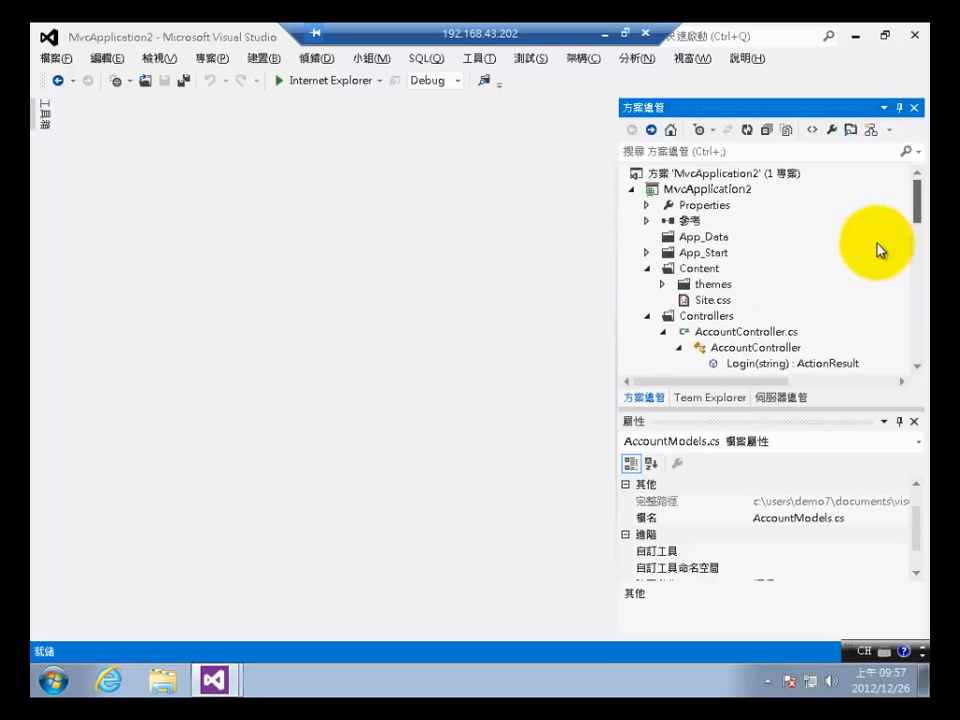 MvcApplication2 - Microsoft Visual Studio
192.168.43.202
快速啟動 (Ctrl+Q)
檔案(F) 編輯(E) 檢視(V) 專案(P) 建置(B) 偵錯(D) 小組(M) SQL(Q) 工具(T) 測試(S) 架構(C) 分析(N) 視窗(W) 說明(H)
Internet Explorer Debug
工具箱
方案總管
搜尋 方案總管 (Ctrl+;)
方案 'MvcApplication2' (1 專案)
MvcApplication2
Properties
參考
App_Data
App_Start
Content
themes
Site.css
Controllers
AccountController.cs
AccountController
Login(string) : ActionResult
方案總管 Team Explorer 伺服器總管
屬性
AccountModels.cs 檔案屬性
其他
完整路徑 c:\users\demo7\documents\vis
檔名 AccountModels.cs
進階
自訂工具
自訂工具命名空間
其他
就緒
CH
上午 09:57
2012/12/26